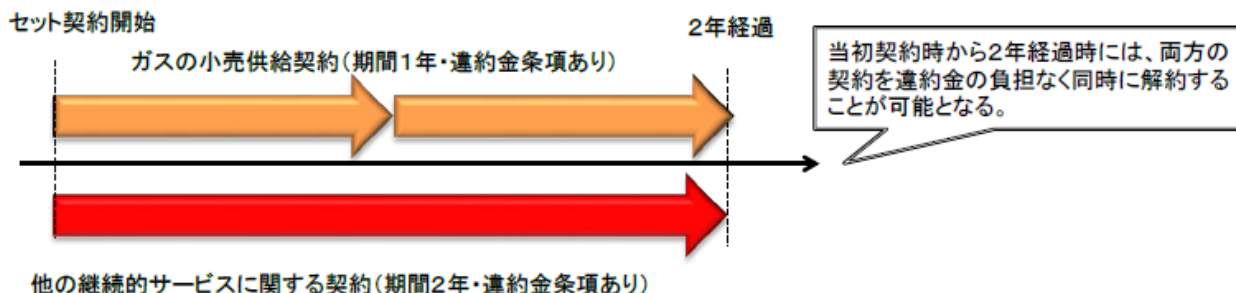 セット契約開始
2年経過
ガスの小売供給契約(期間1年・違約金条項あり)
当初契約時から2年経過時には、両方の
契約を違約金の負担なく同時に解約する
ことが可能となる。
他の継続的サービスに関する契約(期間2年・違約金条項あり)